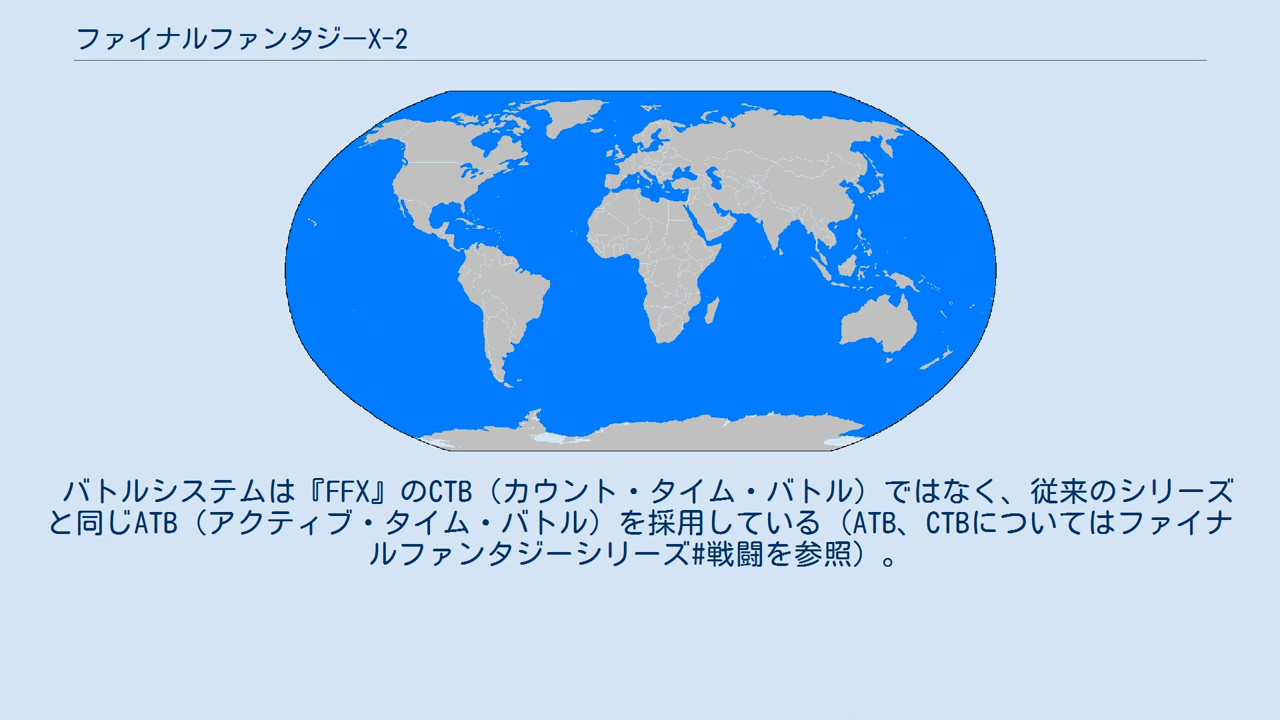 ファイナルファンタジーX-2
バトルシステムは『FFX』のCTB（カウント・タイム・バトル）ではなく、従来のシリーズ
と同じATB（アクティブ・タイム・バトル）を採用している（ATB、CTBについてはファイナ
ルファンタジーシリーズ#戦闘を参照）。